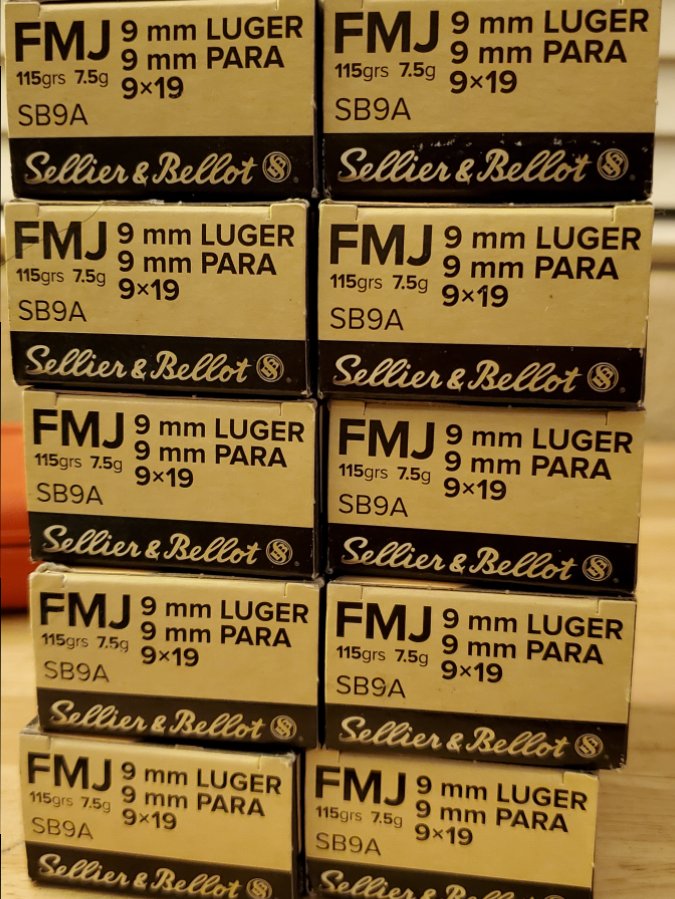 FMJ 9 mm LUGER
9 mm PARA
115grs 7.5g 9×19
SB9A
Sellier & Bellot
FMJ 9 mm LUGER
9 mm PARA
115grs 7.5g 9×19
SB9A
Sellier & Bellot
FMJ 9 mm LUGER
9 mm PARA
115grs 7.5g 9×19
SB9A
Sellier & Bellot
FMJ 9 mm LUGER
9 mm PARA
115grs 7.5g 9×19
SB9A
Sellier & Bellot
FMJ 9 mm LUGER
9 mm PARA
115grs 7.5g 9×19
SB9A
Sellier & Bellot
FMJ 9 mm LUGER
9 mm PARA
115grs 7.5g 9×19
SB9A
Sellier & Bellot
FMJ 9 mm LUGER
9 mm PARA
115grs 7.5g 9×19
SB9A
Sellier & Bellot
FMJ 9 mm LUGER
9 mm PARA
115grs 7.5g 9×19
SB9A
Sellier & Bellot
FMJ 9 mm LUGER
9 mm PARA
115grs 7.5g 9×19
SB9A
Sellier & Bellot
FMJ 9 mm LUGER
9 mm PARA
115grs 7.5g 9×19
SB9A
Sellier & Bellot